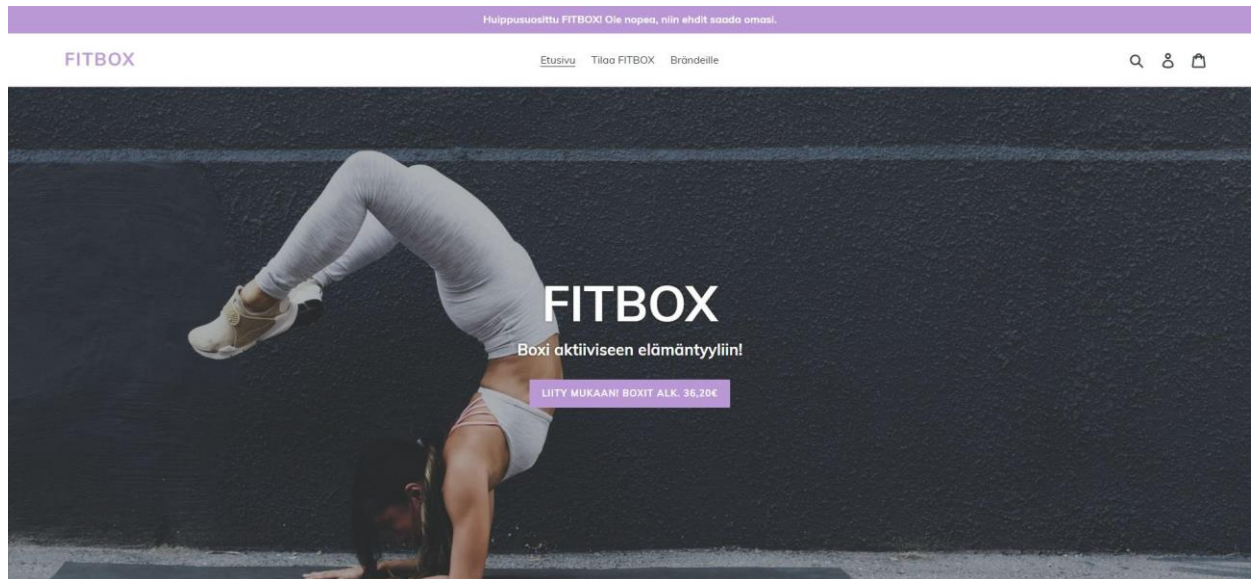 Huippusuosittu FITBOX! Ole nopea, niin ehdit saada omasi.
FITBOX
Etusivu Tilaa FITBOX Brändeille
FITBOX
Boxi aktiiviseen elämäntyyliin!
LIITY MUKAAN! BOXIT ALK. 36,20€